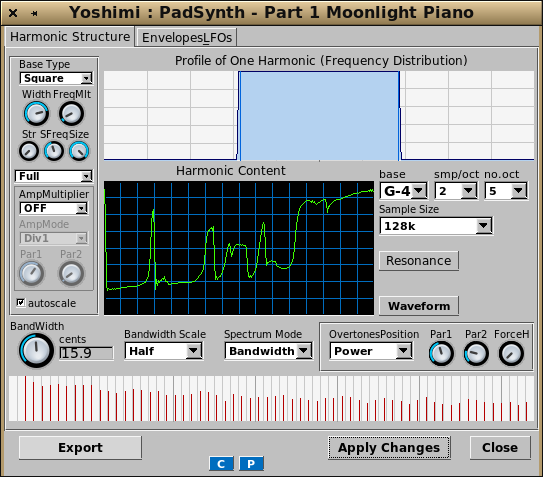 Yoshimi : PadSynth - Part 1 Moonlight Piano
Harmonic Structure
Envelopes,LFOs
Base Type
Square
Width FreqMlt
Str SFreq Size
Full
AmpMultiplier
OFF
AmpMode
Div1
Par1 Par2
autoscale
Profile of One Harmonic (Frequency Distribution)
Harmonic Content
base smp/oct no.oct
G-4 2 5
Sample Size
128k
Resonance
Waveform
BandWidth
cents
15.9
Bandwidth Scale
Half
Spectrum Mode
Bandwidth
OvertonesPosition
Power
Par1 Par2 ForceH
Export
C P
Apply Changes
Close